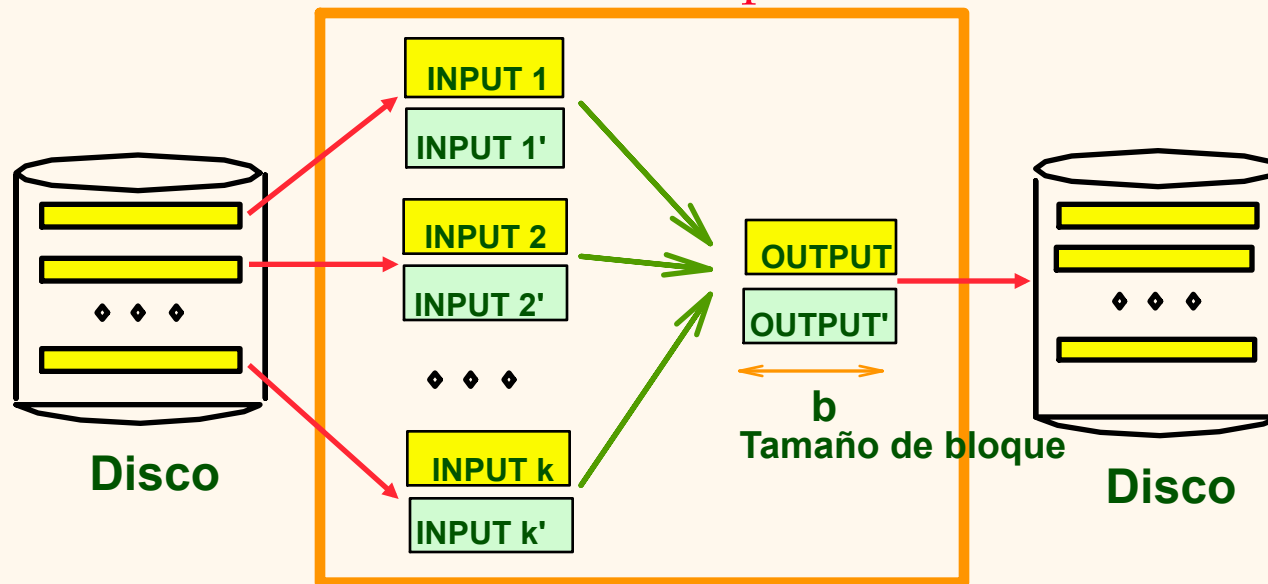 INPUT 1
INPUT 1'
INPUT 2
INPUT 2'
INPUT k
INPUT k'
OUTPUT
OUTPUT'
b
Tamaño de bloque
Disco
Disco